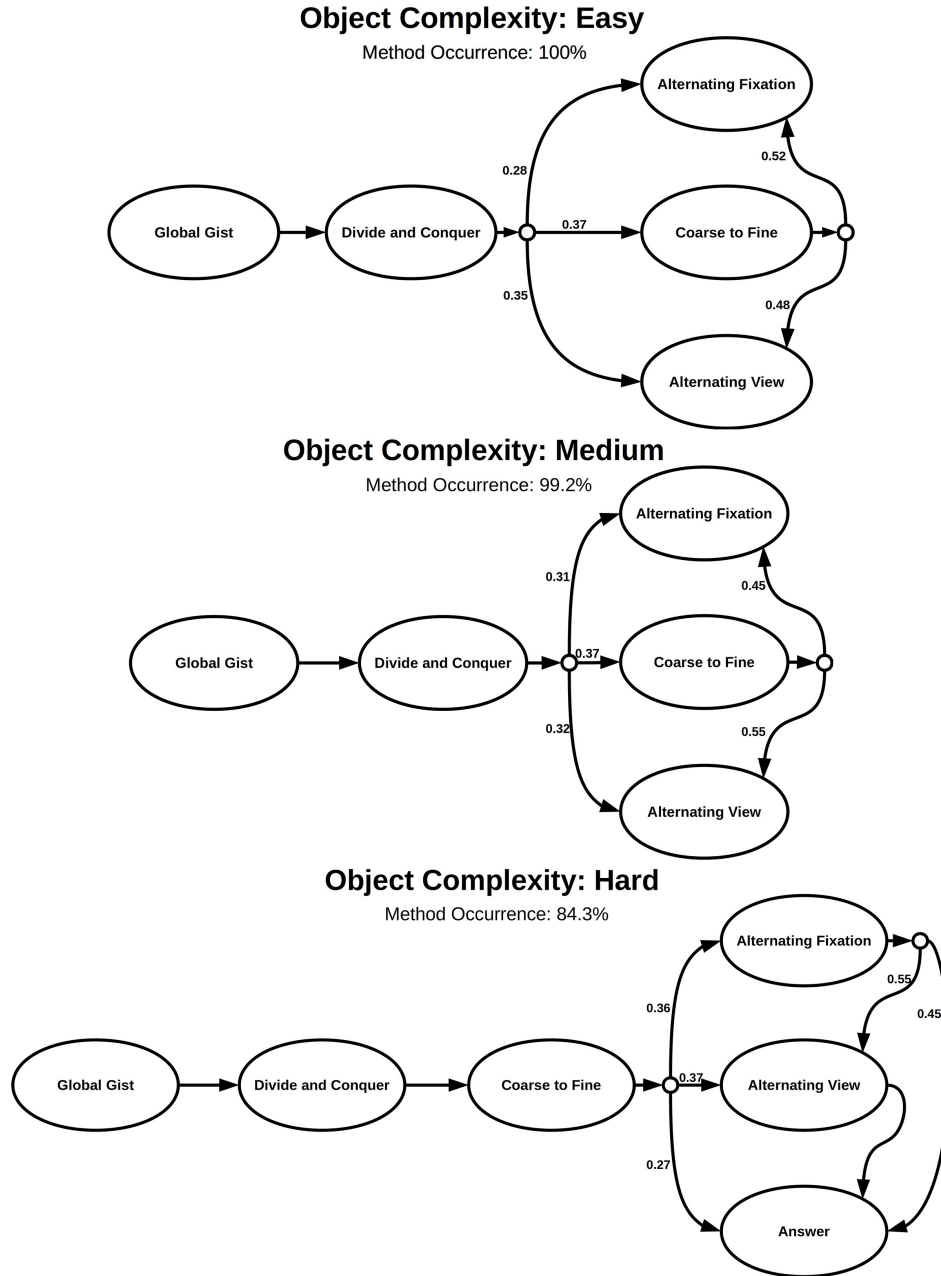 Object Complexity: Easy
Method Occurrence: 100%
Alternating Fixation
0.52
0.28
0.37
Global Gist
Divide and Conquer
Coarse to Fine
0.35
0.48
Alternating View
Object Complexity: Medium
Method Occurrence: 99.2%
Alternating Fixation
0.31
0.45
0.37
Global Gist
Divide and Conquer
Coarse to Fine
0.32
0.55
Alternating View
Object Complexity: Hard
Method Occurrence: 84.3%
Alternating Fixation
0.55
0.36
0.45
0.37
Global Gist
Divide and Conquer
Coarse to Fine
Alternating View
0.27
Answer